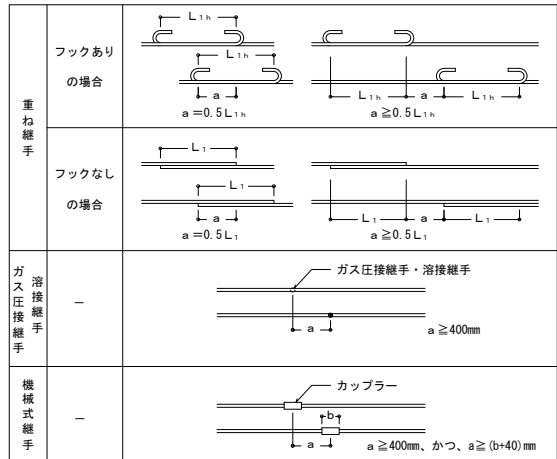 重ね継手
フックあり
の場合
L1h
L1h
a
a=0.5L1h
L1h
a
L1h
a≧0.5L1h
フックなし
の場合
L1
L1
a
a=0.5L1
L1
a
L1
a≧0.5L1
ガス圧接継手
溶接継手
－
ガス圧接継手・溶接継手
a
a≧400mm
機械式継手
－
カップラー
b
a
a≧400mm、かつ、a≧(b+40)mm